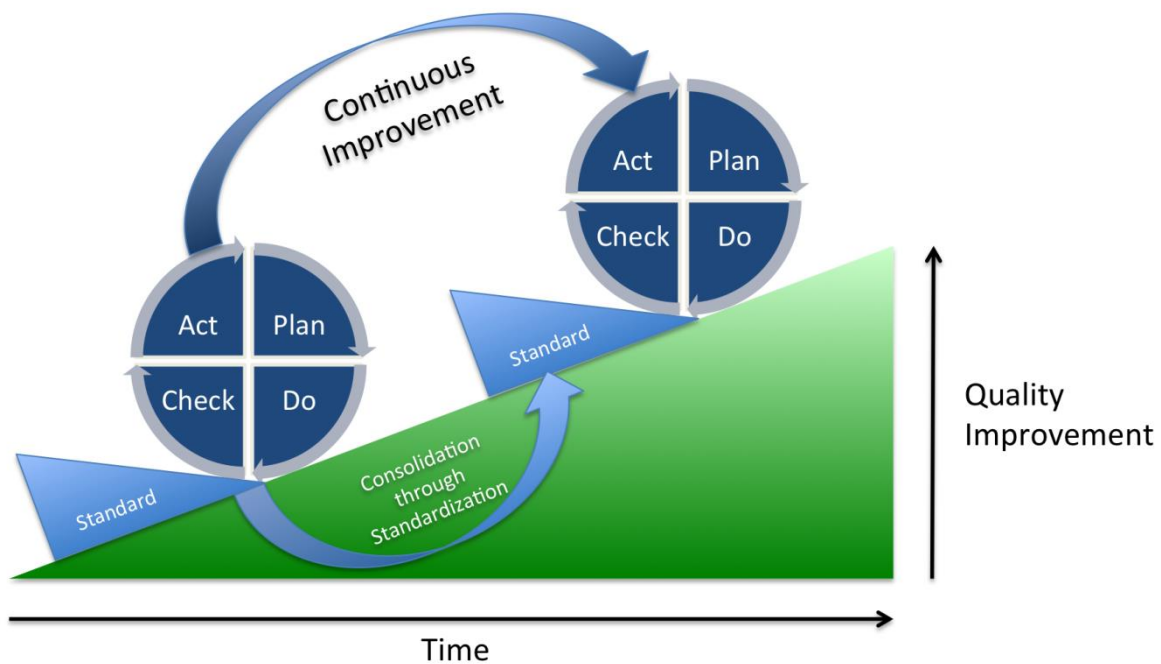 Continuous
Improvement
Act Plan
Check Do
Act Plan
Check Do
Standard
Standard
Consolidation
through
Standardization
Quality
Improvement
Time